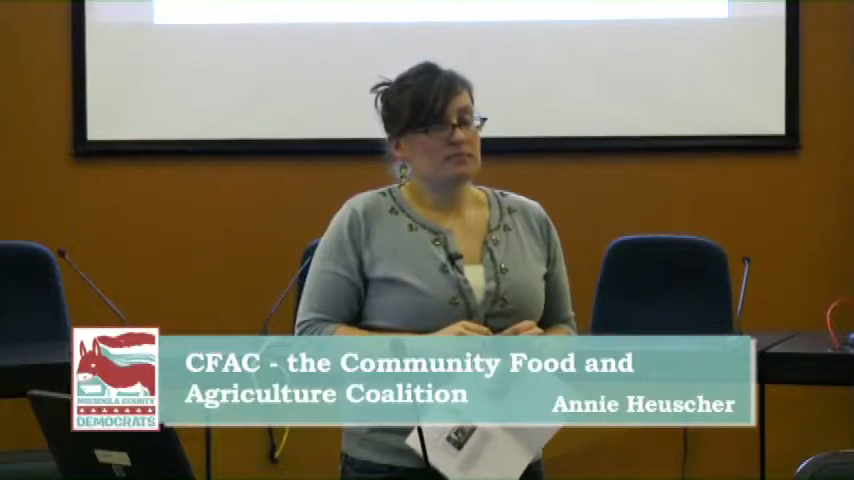 CFAC - the Community Food and
Agriculture Coalition
Annie Heuscher
MISSOULA COUNTY
DEMOCRATS